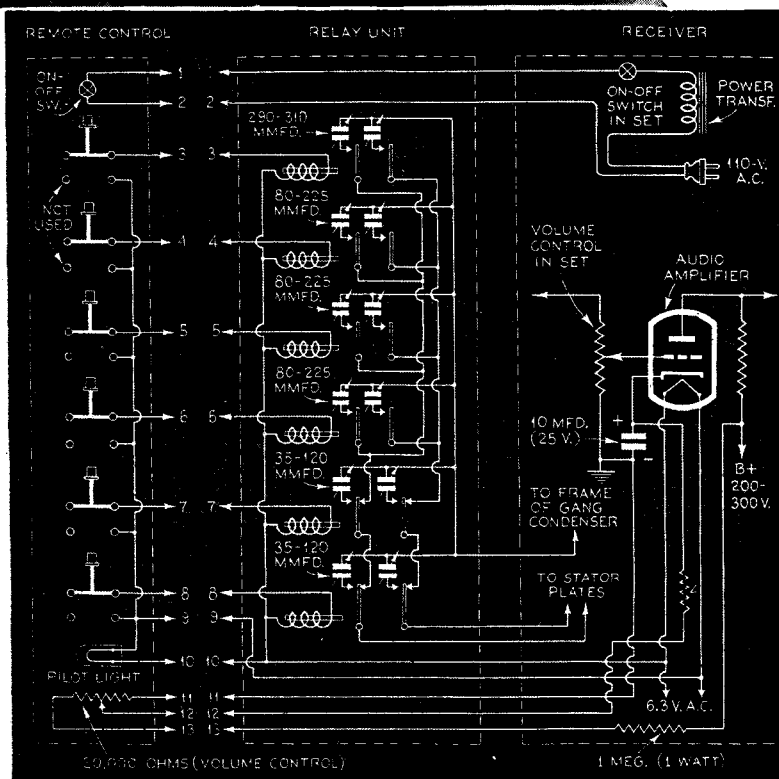 REMOTE CONTROL
RELAY UNIT
RECEIVER
ON-
OFF
SW.
1
2 2
290-310
MMFD.
ON-OFF
SWITCH
IN SET
POWER
TRANSF.
110-V.
A.C.
3 3
80-225
MMFD.
NOT
USED
4 4
80-225
MMFD.
VOLUME
CONTROL
IN SET
AUDIO
AMPLIFIER
5 5
80-225
MMFD.
6 6
35-120
MMFD.
10 MFD.
(25 V.)
+
B+
200-
300 V.
7 7
35-120
MMFD.
TO FRAME
OF GANG
CONDENSER
8 8
9 9
TO STATOR
PLATES
10 10
PILOT LIGHT
11 11
12 12
13 13
6.3 V. A.C.
20,000 OHMS (VOLUME CONTROL)
1 MEG. (1 WATT)